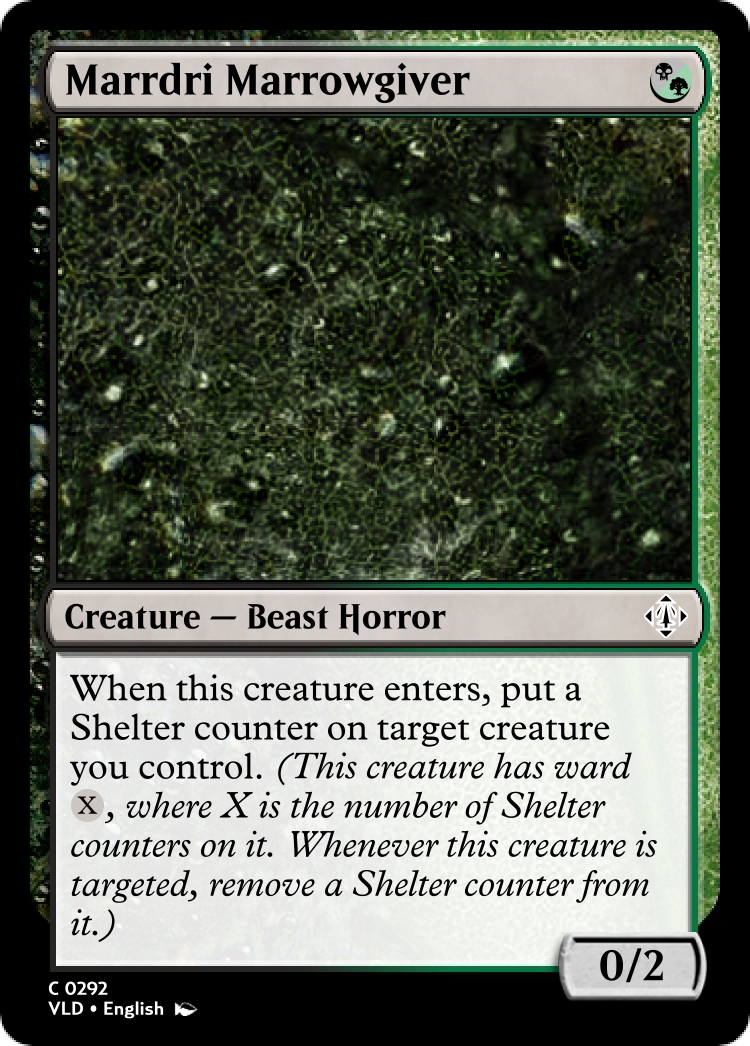 Marrdri Marrowgiver
Creature — Beast Horror
When this creature enters, put a
Shelter counter on target creature
you control. (This creature has ward
X, where X is the number of Shelter
counters on it. Whenever this creature is
targeted, remove a Shelter counter from
it.)
0/2
C 0292
VLD • English